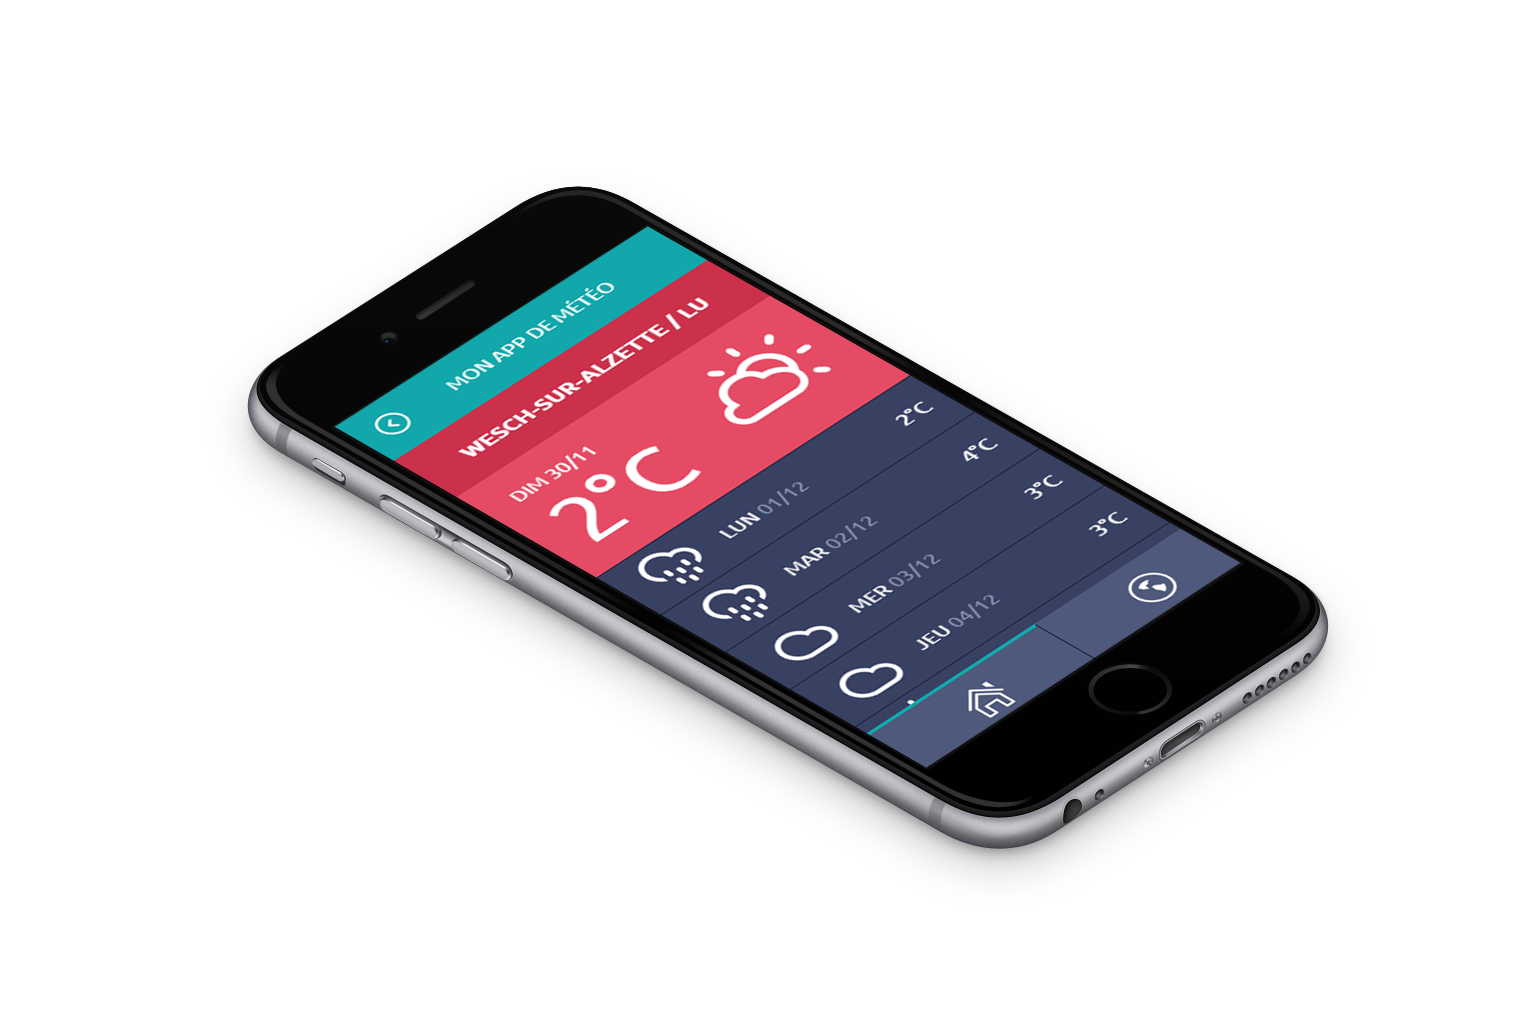 MON APP DE MÉTÉO
WESCH-SUR-ALZETTE / LU
DIM 30/11
2°C
LUN 01/12 2°C
MAR 02/12 4°C
MER 03/12 3°C
JEU 04/12 3°C